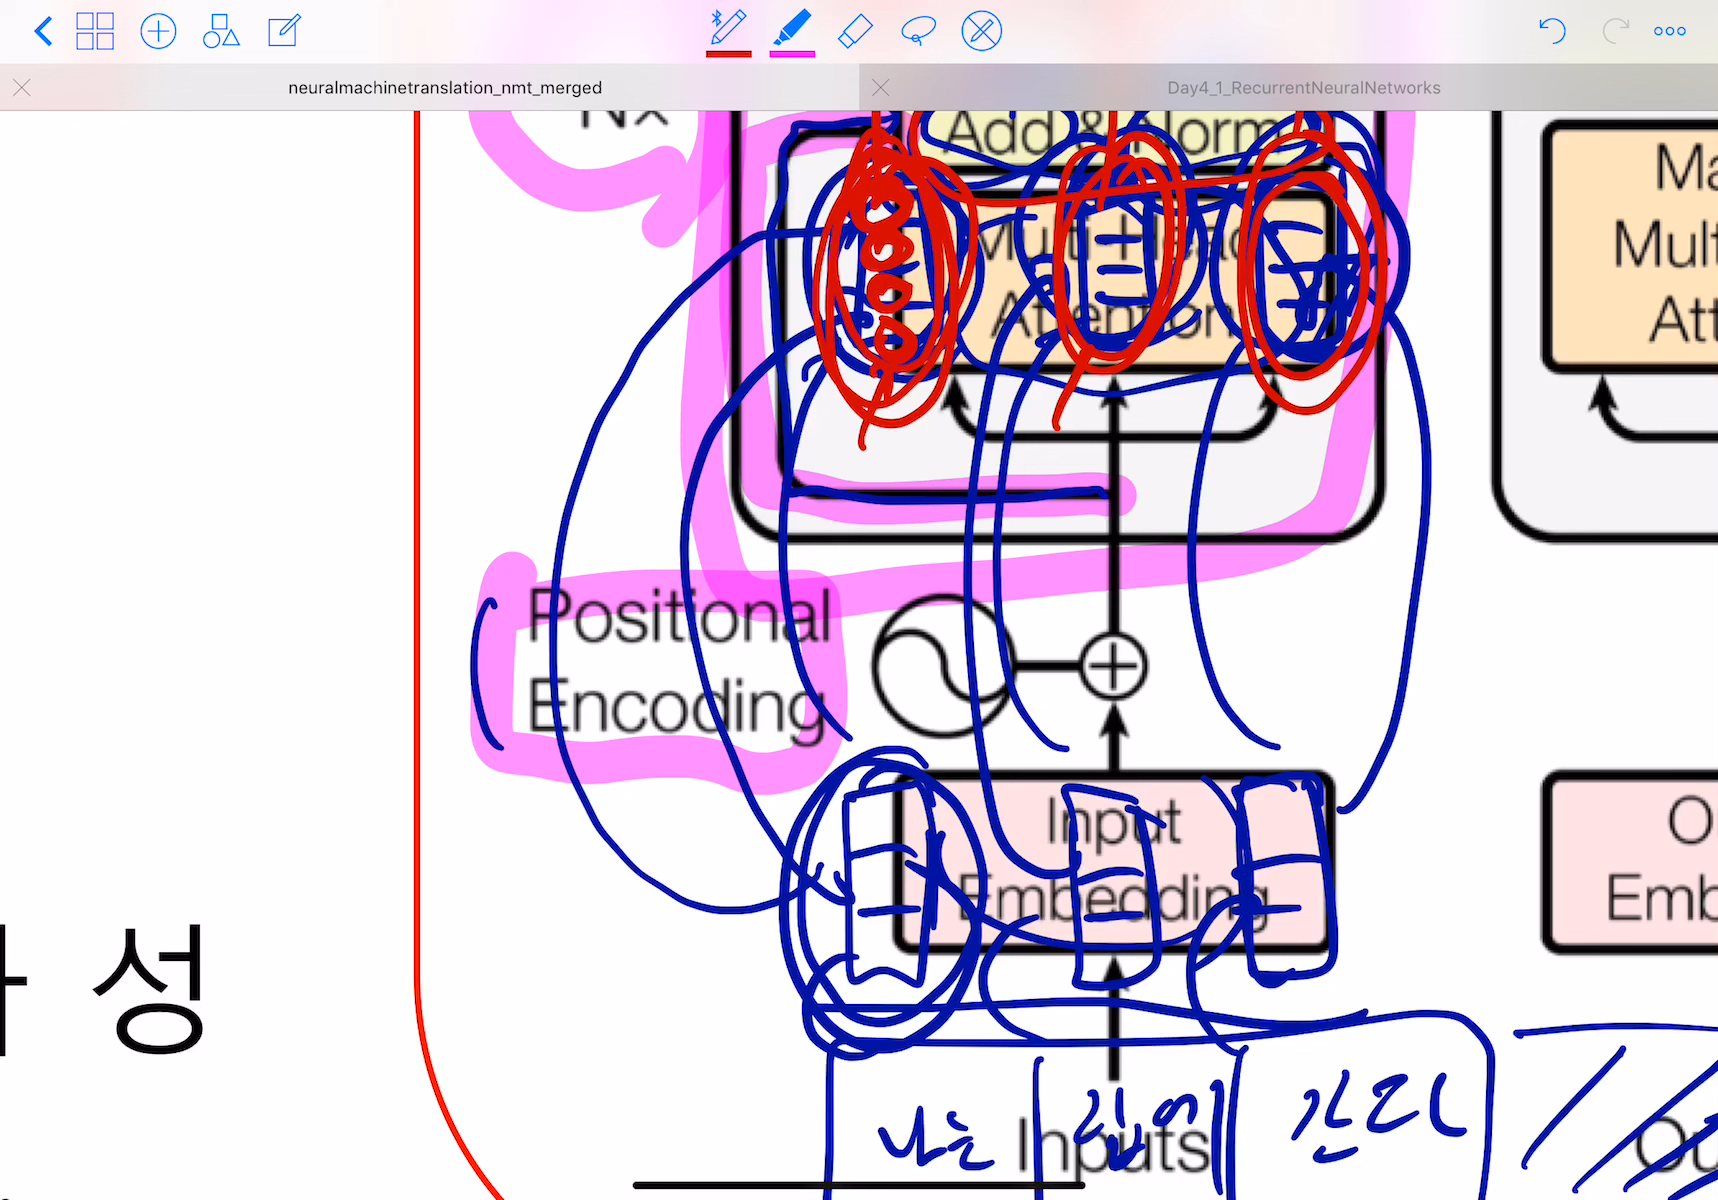 neuralmachinetranslation_nmt_merged
Day4_1_RecurrentNeuralNetworks
N×
Add & Norm
Multi-Head
Attention
Ma
Mult
Att
Positional
Encoding
Input
Embedding
O
Emb
성
나는 집에 간다
Inputs
Ou